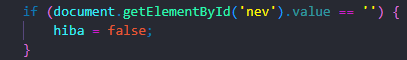 if (document.getElementById('nev').value == '') {
    hiba = false;
}